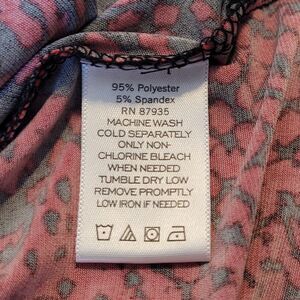 95% Polyester
5% Spandex
RN 87935
MACHINE WASH
COLD SEPARATELY
ONLY NON-
CHLORINE BLEACH
WHEN NEEDED
TUMBLE DRY LOW
REMOVE PROMPTLY
LOW IRON IF NEEDED